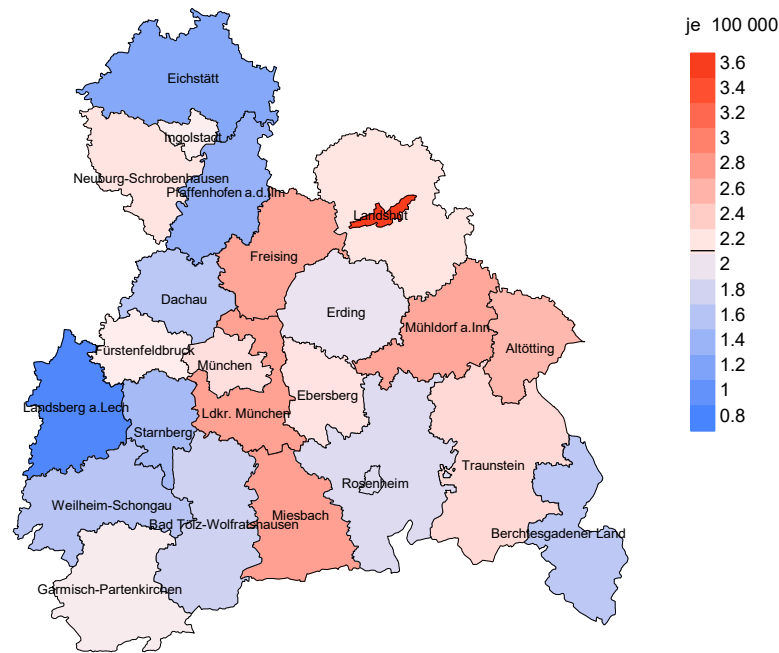 je 100 000
3.6
3.4
3.2
3
2.8
2.6
2.4
2.2
2
1.8
1.6
1.4
1.2
1
0.8
Eichstätt
Ingolstadt
Neuburg-Schrobenhausen
Pfaffenhofen a.d.Ilm
Landshut
Freising
Dachau
Erding
Mühldorf a.Inn
Altötting
Fürstenfeldbruck
München
Ebersberg
Landsberg a.Lech
Ldkr. München
Starnberg
Traunstein
Rosenheim
Weilheim-Schongau
Miesbach
Bad Tölz-Wolfratshausen
Berchtesgadener Land
Garmisch-Partenkirchen